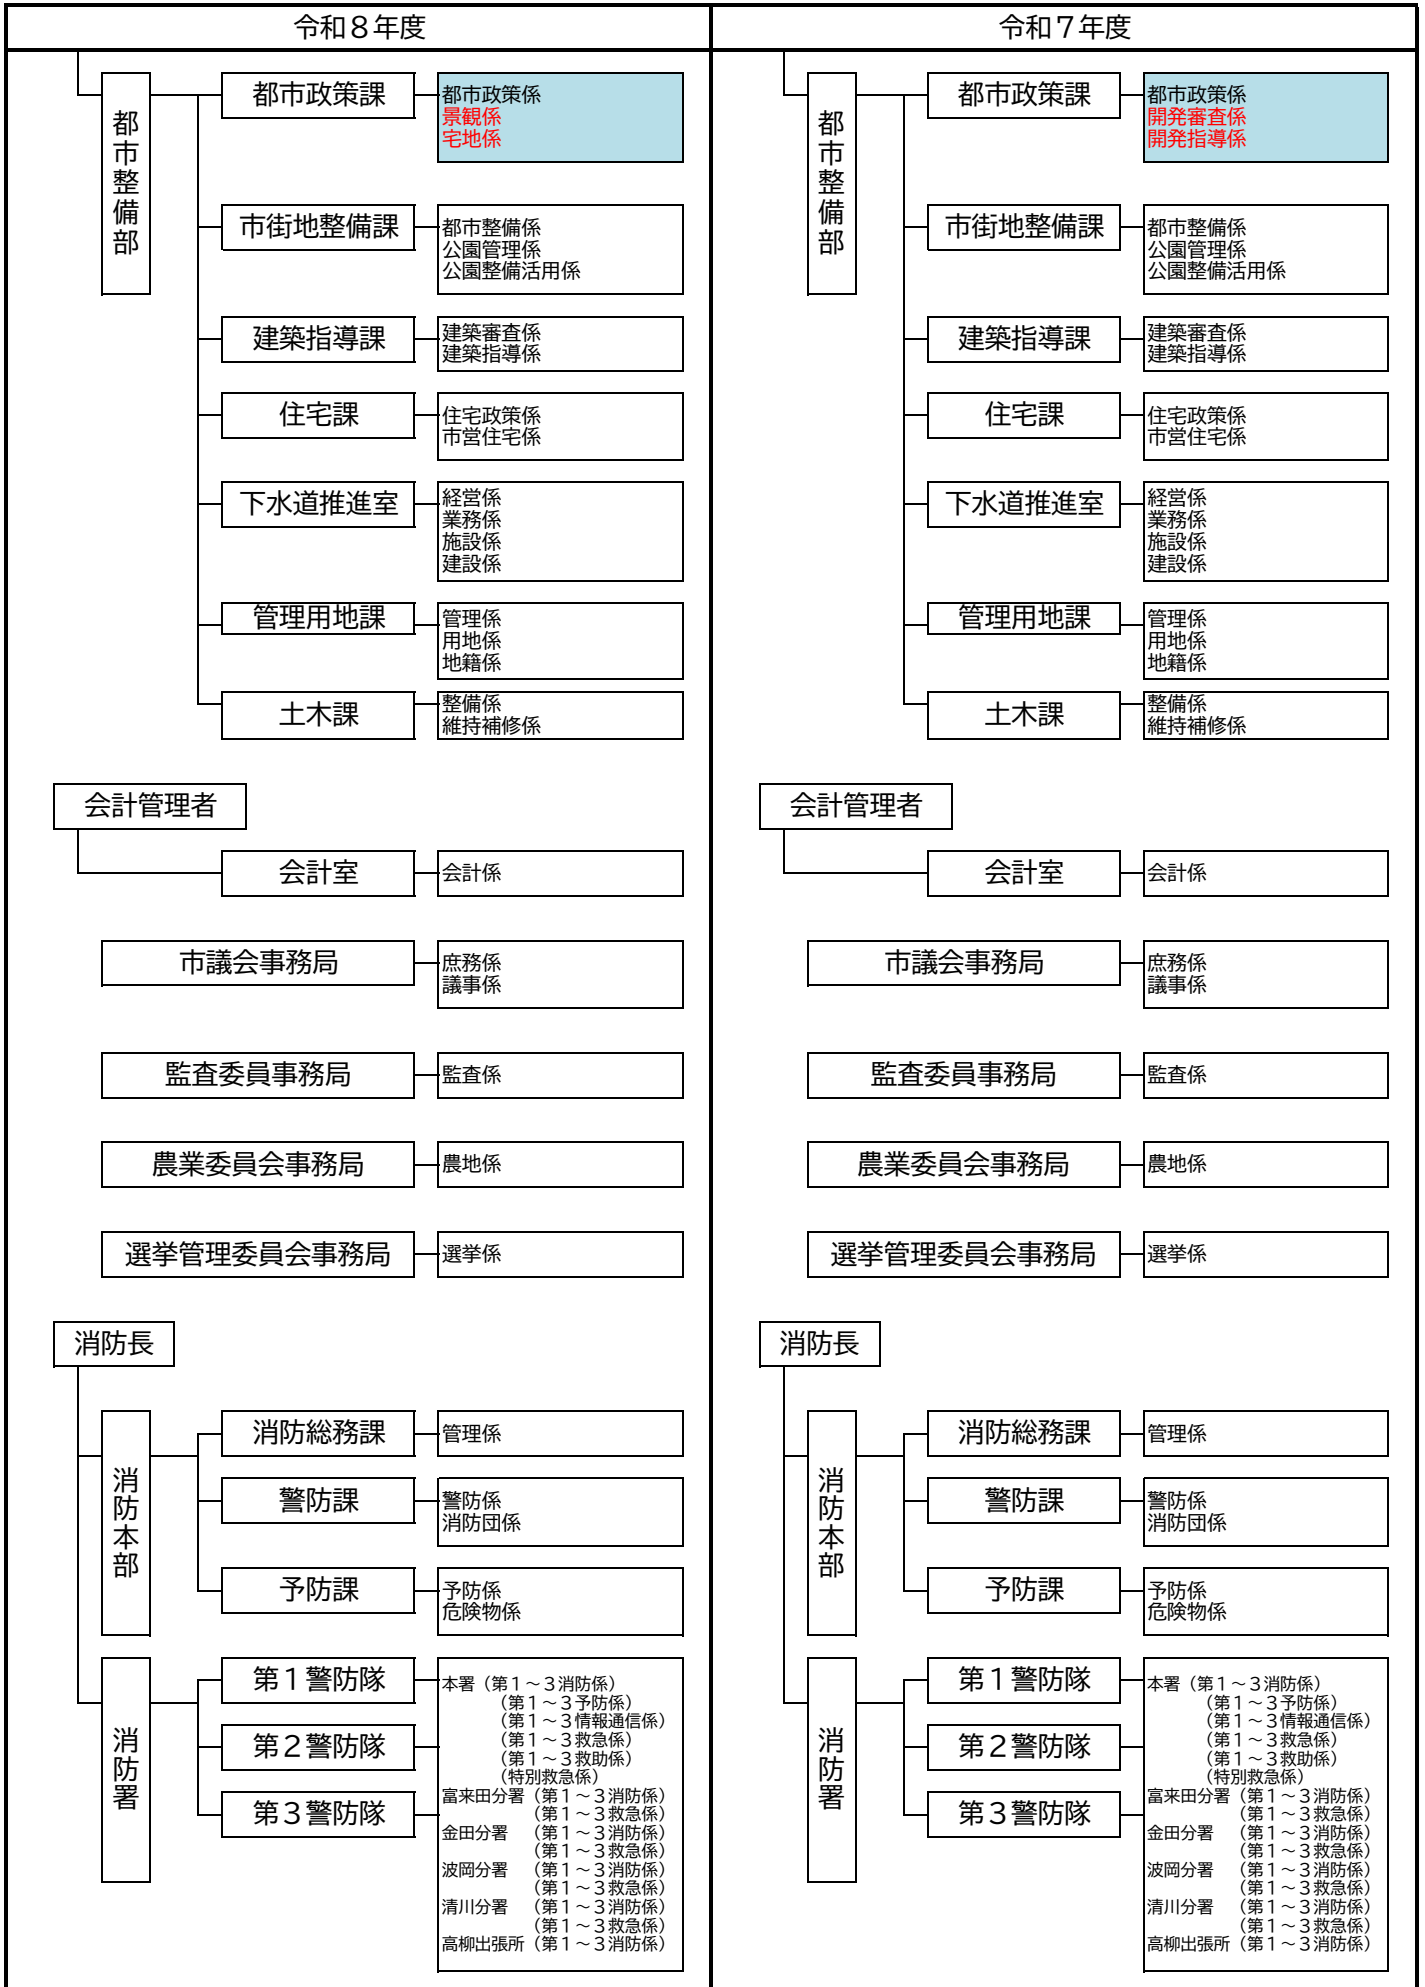 令和８年度
都市整備部
都市政策課
都市政策係
景観係
宅地係
市街地整備課
都市整備係
公園管理係
公園整備活用係
建築指導課
建築審査係
建築指導係
住宅課
住宅政策係
市営住宅係
下水道推進室
経営係
業務係
施設係
建設係
管理用地課
管理係
用地係
地籍係
土木課
整備係
維持補修係
会計管理者
会計室
会計係
市議会事務局
庶務係
議事係
監査委員事務局
監査係
農業委員会事務局
農地係
選挙管理委員会事務局
選挙係
消防長
消防本部
消防総務課
管理係
警防課
警防係
消防団係
予防課
予防係
危険物係
消防署
第１警防隊
第２警防隊
第３警防隊
本署（第１～３消防係）
（第１～３予防係）
（第１～３情報通信係）
（第１～３救急係）
（第１～３救助係）
（特別救急係）
富来田分署（第１～３消防係）
（第１～３救急係）
金田分署　（第１～３消防係）
（第１～３救急係）
波岡分署　（第１～３消防係）
（第１～３救急係）
清川分署　（第１～３消防係）
（第１～３救急係）
高柳出張所（第１～３消防係）
令和７年度
都市整備部
都市政策課
都市政策係
開発審査係
開発指導係
市街地整備課
都市整備係
公園管理係
公園整備活用係
建築指導課
建築審査係
建築指導係
住宅課
住宅政策係
市営住宅係
下水道推進室
経営係
業務係
施設係
建設係
管理用地課
管理係
用地係
地籍係
土木課
整備係
維持補修係
会計管理者
会計室
会計係
市議会事務局
庶務係
議事係
監査委員事務局
監査係
農業委員会事務局
農地係
選挙管理委員会事務局
選挙係
消防長
消防本部
消防総務課
管理係
警防課
警防係
消防団係
予防課
予防係
危険物係
消防署
第１警防隊
第２警防隊
第３警防隊
本署（第１～３消防係）
（第１～３予防係）
（第１～３情報通信係）
（第１～３救急係）
（第１～３救助係）
（特別救急係）
富来田分署（第１～３消防係）
（第１～３救急係）
金田分署　（第１～３消防係）
（第１～３救急係）
波岡分署　（第１～３消防係）
（第１～３救急係）
清川分署　（第１～３消防係）
（第１～３救急係）
高柳出張所（第１～３消防係）